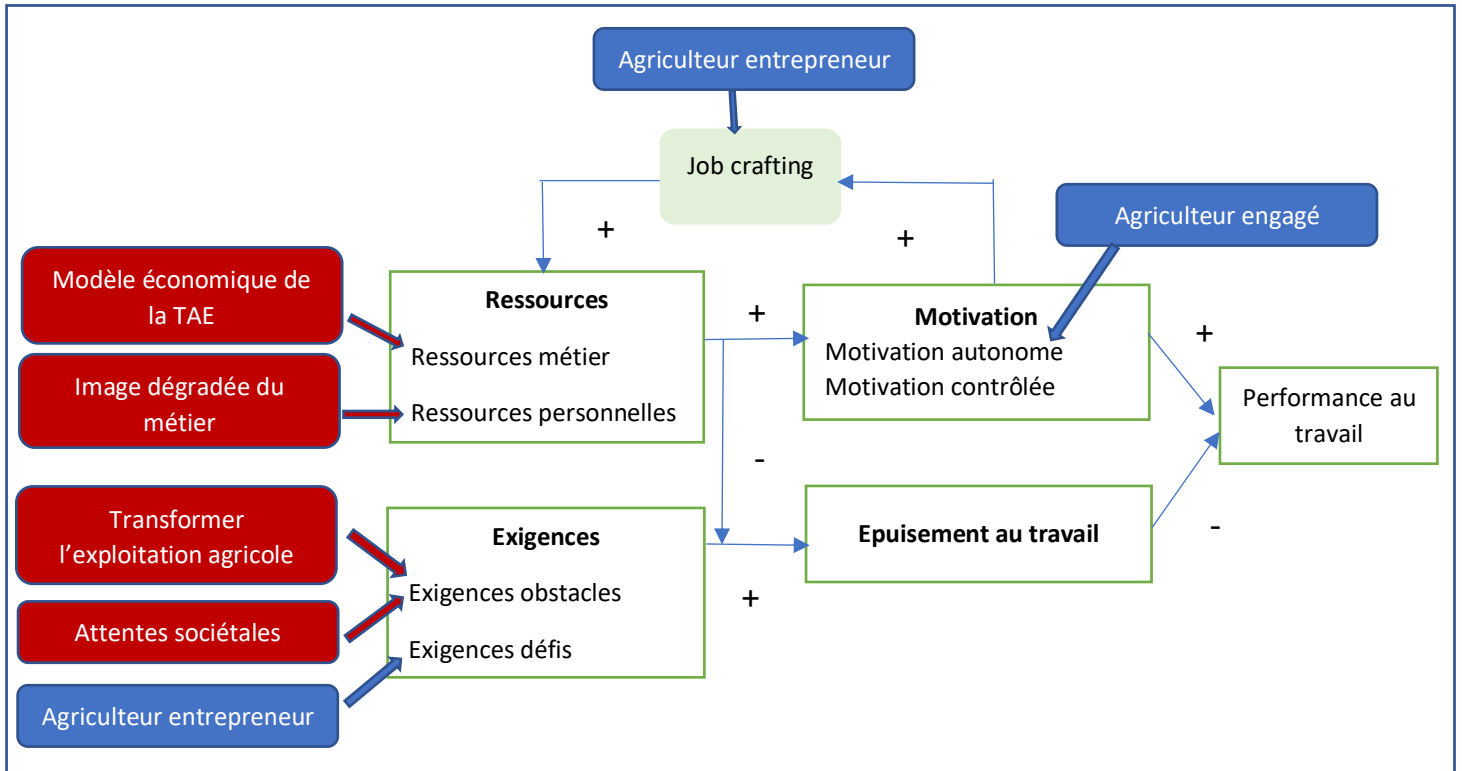 Agriculteur entrepreneur
Job crafting
Agriculteur engagé
+
+
Modèle économique de
la TAE
Image dégradée du
métier
Ressources
Ressources métier
Ressources personnelles
+
Motivation
Motivation autonome
Motivation contrôlée
+
Performance au
travail
-
Transformer
l'exploitation agricole
Attentes sociétales
Agriculteur entrepreneur
Exigences
Exigences obstacles
Exigences défis
+
Epuisement au travail
-